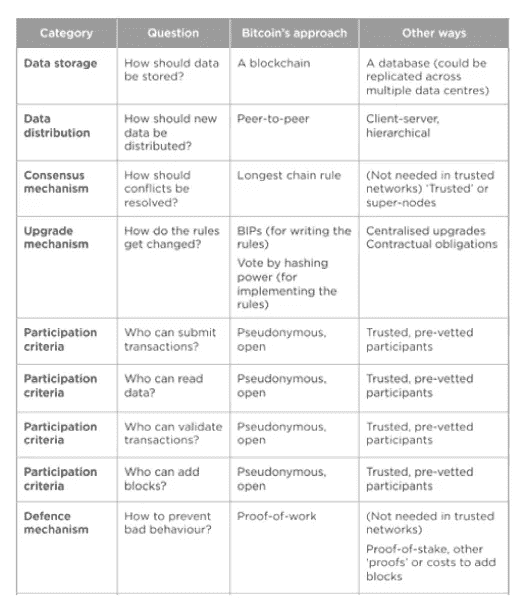 Category Question Bitcoin's approach Other ways
Data storage How should data A blockchain A database (could be
be stored? replicated across
multiple data centres)
Data How should new Peer-to-peer Client-server,
distribution data be hierarchical
distributed?
Consensus How should Longest chain rule (Not needed in trusted
mechanism conflicts be networks) 'Trusted' or
resolved? super-nodes
Upgrade How do the rules BIPs (for writing the Centralised upgrades
mechanism get changed? rules) Contractual obligations
Vote by hashing
power (for
implementing the
rules)
Participation Who can submit Pseudonymous, Trusted, pre-vetted
criteria transactions? open participants
Participation Who can read Pseudonymous, Trusted, pre-vetted
criteria data? open participants
Participation Who can validate Pseudonymous, Trusted, pre-vetted
criteria transactions? open participants
Participation Who can add Pseudonymous, Trusted, pre-vetted
criteria blocks? open participants
Defence How to prevent Proof-of-work (Not needed in trusted
mechanism bad behaviour? networks)
Proof-of-stake, other
'proofs' or costs to add
blocks